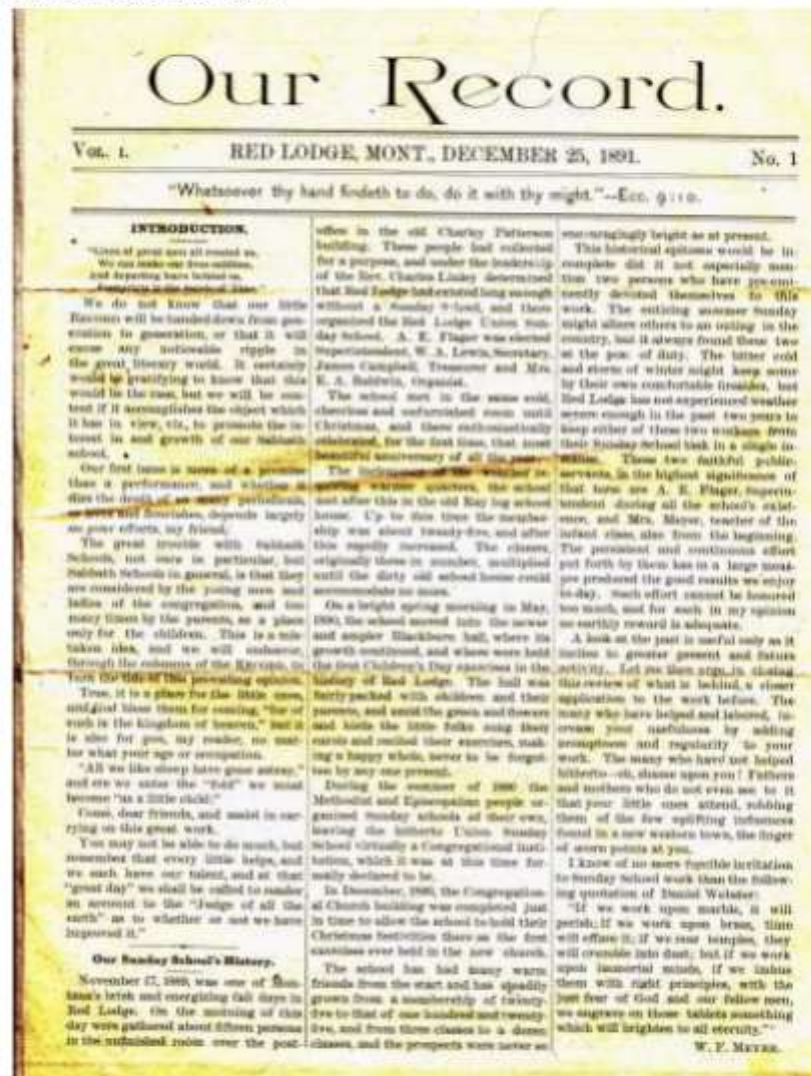 Our Record.
VOL. 1.
RED LODGE, MONT., DECEMBER 25, 1891.
No. 1
"Whatsoever thy hand findeth to do, do it with thy might."--Ecc. 9:10.
INTRODUCTION.
"Lives of great men all remind us,
We can make our lives sublime,
and departing leave behind us,
We do not know that our little
RECORD will be handed down from gen-
eration to generation, or that it will
cause any noticeable ripple in
the great literary world. It certainly
would be gratifying to know that this
would be the case, but we will be con-
tent if it accomplishes the object which
it has in view, viz., to promote the in-
terest in and growth of our Sabbath
school.
Our first issue is more of a promise
than a performance, and whether it
dies the death of so many periodicals,
or lives and flourishes, depends largely
on your efforts, my friend.
The great trouble with Sabbath
Schools, not ours in particular, but
Sabbath Schools in general, is that they
are considered by the young men and
ladies of the congregation, and too
many times by the parents, as a place
only for the children. This is a mis-
taken idea, and we will endeavor,
through the columns of the RECORD, to
turn the tide of this prevailing opinion.
True, it is a place for the little ones,
and God bless them for coming, "for of
such is the kingdom of heaven," but it
is also for you, my reader, no mat-
ter what your age or occupation.
"All we like sheep have gone astray,"
and ere we enter the "fold" we must
become "as a little child."
Come, dear friends, and assist in car-
rying on this great work.
You may not be able to do much, but
remember that every little helps, and
we each have our talent, and at that
"great day" we shall be called to render
an account to the "Judge of all the
earth" as to whether or not we have
improved it."
Our Sunday School's History.
November 17, 1889, was one of Mon-
tana's brisk and energizing fall days in
Red Lodge. On the morning of this
day were gathered about fifteen persons
in the unfinished room over the post-
office in the old Charley Patterson
building. These people had collected
for a purpose, and under the leadership
of the Rev. Charles Linley determined
that Red Lodge had existed long enough
without a Sunday School, and there
organized the Red Lodge Union Sun-
day School. A. E. Flager was elected
Superintendent, W. A. Lewis, Secretary,
James Campbell, Treasurer and Mrs.
E. A. Baldwin, Organist.
The school met in the same cold,
cheerless and unfurnished room until
Christmas, and there enthusiastically
celebrated, for the first time, that most
beautiful anniversary of all the year.
The inclemency of the weather re-
quiring warmer quarters, the school
met after this in the old Ray log school
house. Up to this time the member-
ship was about twenty-five, and after
this rapidly increased. The classes,
originally three in number, multiplied
until the dirty old school house could
accommodate no more.
On a bright spring morning in May,
1890, the school moved into the newer
and ampler Blackburn hall, where its
growth continued, and where were held
the first Children's Day exercises in the
history of Red Lodge. The hall was
fairly packed with children and their
parents, and amid the green and flowers
and birds the little folks sung their
carols and recited their exercises, mak-
ing a happy whole, never to be forgot-
ten by any one present.
During the summer of 1890 the
Methodist and Episcopalian people or-
ganized Sunday schools of their own,
leaving the hitherto Union Sunday
School virtually a Congregational insti-
tution, which it was at this time for-
mally declared to be.
In December, 1890, the Congregation-
al Church building was completed just
in time to allow the school to hold their
Christmas festivities there as the first
exercises ever held in the new church.
The school has had many warm
friends from the start and has steadily
grown from a membership of twenty-
five to that of one hundred and twenty-
five, and from three classes to a dozen
classes, and the prospects were never so
encouragingly bright as at present.
This historical epitome would be in-
complete did it not especially men-
tion two persons who have pre-emi-
nently devoted themselves to this
work. The enticing summer Sunday
might allure others to an outing in the
country, but it always found these two
at the post of duty. The bitter cold
and storm of winter might keep some
by their own comfortable firesides, but
Red Lodge has not experienced weather
severe enough in the past two years to
keep either of these two workers from
their Sunday School task in a single in-
stance. These two faithful public-
servants, in the highest significance of
that term are A. E. Flager, Superin-
tendent during all the school's exist-
ence, and Mrs. Meyer, teacher of the
infant class, also from the beginning.
The persistent and continuous effort
put forth by them has in a large meas-
ure produced the good results we enjoy
to-day. Such effort cannot be honored
too much, and for such in my opinion
no earthly reward is adequate.
A look at the past is useful only as it
incites to greater present and future
activity. Let me then urge, in closing
this review of what is behind, a closer
application to the work before. The
many who have helped and labored, in-
crease your usefulness by adding
promptness and regularity to your
work. The many who have not helped
hitherto--oh, shame upon you! Fathers
and mothers who do not even see to it
that your little ones attend, robbing
them of the few uplifting influences
found in a new western town, the finger
of scorn points at you.
I know of no more forcible invitation
to Sunday School work than the follow-
ing quotation of Daniel Webster:
"If we work upon marble, it will
perish; if we work upon brass, time
will efface it; if we rear temples, they
will crumble into dust; but if we work
upon immortal minds, if we imbue
them with right principles, with the
just fear of God and our fellow men,
we engrave on those tablets something
which will brighten to all eternity."
W. F. MEYER.